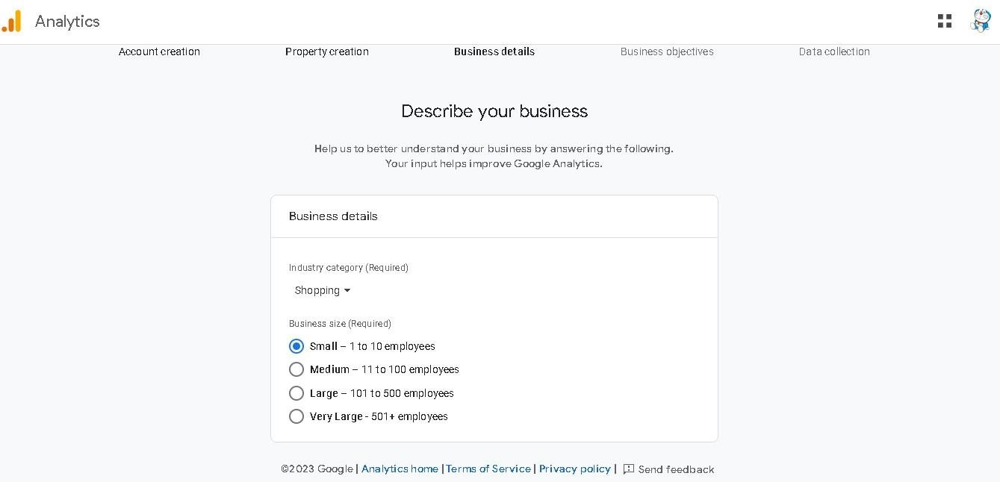 Analytics
Account creation Property creation Business details Business objectives Data collection
Describe your business
Help us to better understand your business by answering the following.
Your input helps improve Google Analytics.
Business details
Industry category (Required)
Shopping
Business size (Required)
Small – 1 to 10 employees
Medium – 11 to 100 employees
Large – 101 to 500 employees
Very Large - 501+ employees
©2023 Google | Analytics home | Terms of Service | Privacy policy | Send feedback